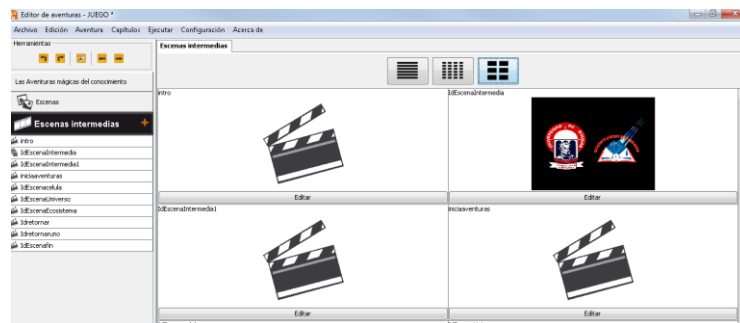 Editor de aventuras - JUEGO *
Archivo Edición Aventura Capítulos Ejecutar Configuración Acerca de
Herramientas
Las Aventuras mágicas del conocimiento
Escenas
Escenas intermedias
intro
IdEscenaIntermedia
IdEscenaIntermedia1
iniciaaventuras
IdEscenacelula
IdEscenaUniverso
IdEscenaEcosistema
Idretornar
Idretornaruno
IdEscenafin
Escenas intermedias
intro
IdEscenaIntermedia
Editar
Editar
IdEscenaIntermedia1
iniciaaventuras
Editar
Editar